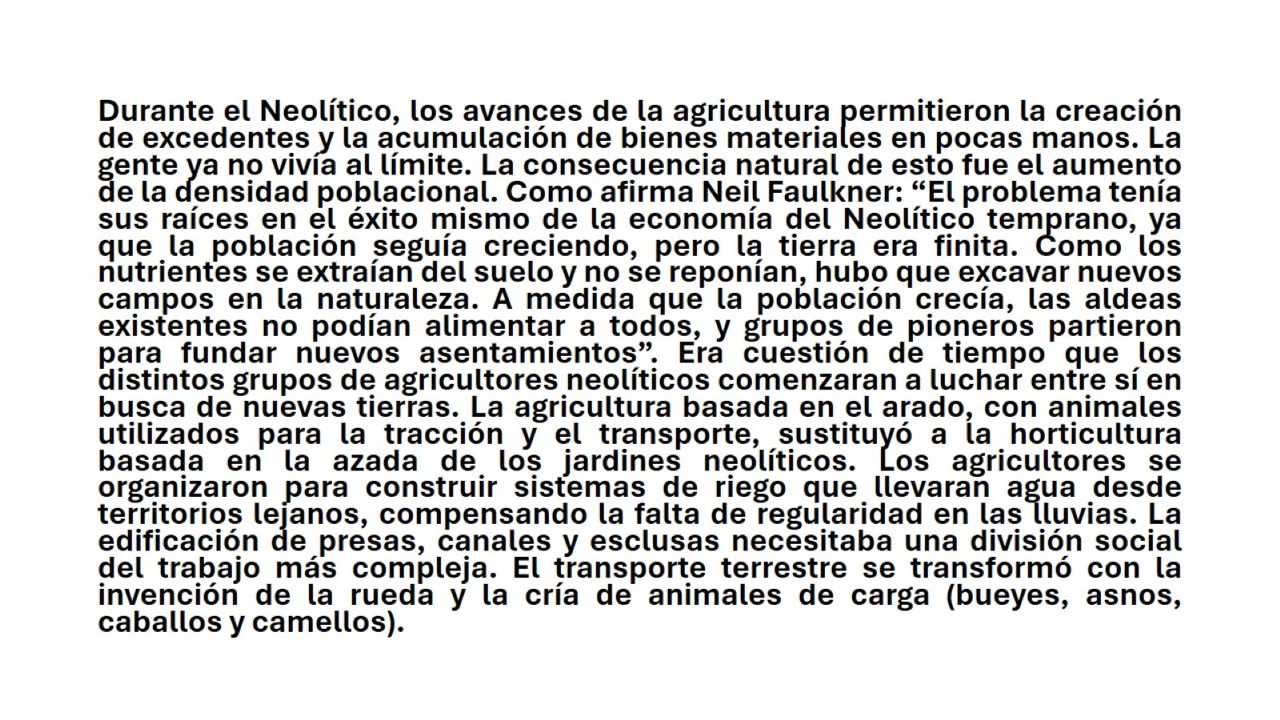 Durante el Neolítico, los avances de la agricultura permitieron la creación
de excedentes y la acumulación de bienes materiales en pocas manos. La
gente ya no vivía al límite. La consecuencia natural de esto fue el aumento
de la densidad poblacional. Como afirma Neil Faulkner: “El problema tenía
sus raíces en el éxito mismo de la economía del Neolítico temprano, ya
que la población seguía creciendo, pero la tierra era finita. Como los
nutrientes se extraían del suelo y no se reponían, hubo que excavar nuevos
campos en la naturaleza. A medida que la población crecía, las aldeas
existentes no podían alimentar a todos, y grupos de pioneros partieron
para fundar nuevos asentamientos”. Era cuestión de tiempo que los
distintos grupos de agricultores neolíticos comenzaran a luchar entre sí en
busca de nuevas tierras. La agricultura basada en el arado, con animales
utilizados para la tracción y el transporte, sustituyó a la horticultura
basada en la azada de los jardines neolíticos. Los agricultores se
organizaron para construir sistemas de riego que llevaran agua desde
territorios lejanos, compensando la falta de regularidad en las lluvias. La
edificación de presas, canales y esclusas necesitaba una división social
del trabajo más compleja. El transporte terrestre se transformó con la
invención de la rueda y la cría de animales de carga (bueyes, asnos,
caballos y camellos).